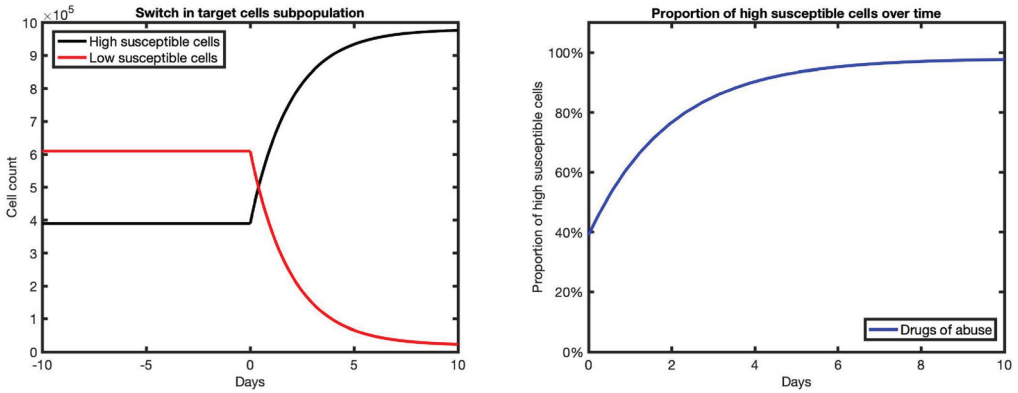 Switch in target cells subpopulation
×10⁵
10
9
8
7
6
5
4
3
2
1
0
Cell count
High susceptible cells
Low susceptible cells
-10 -5 0 5 10
Days
Proportion of high susceptible cells over time
100%
80%
60%
40%
20%
0%
Proportion of high susceptible cells
Drugs of abuse
0 2 4 6 8 10
Days